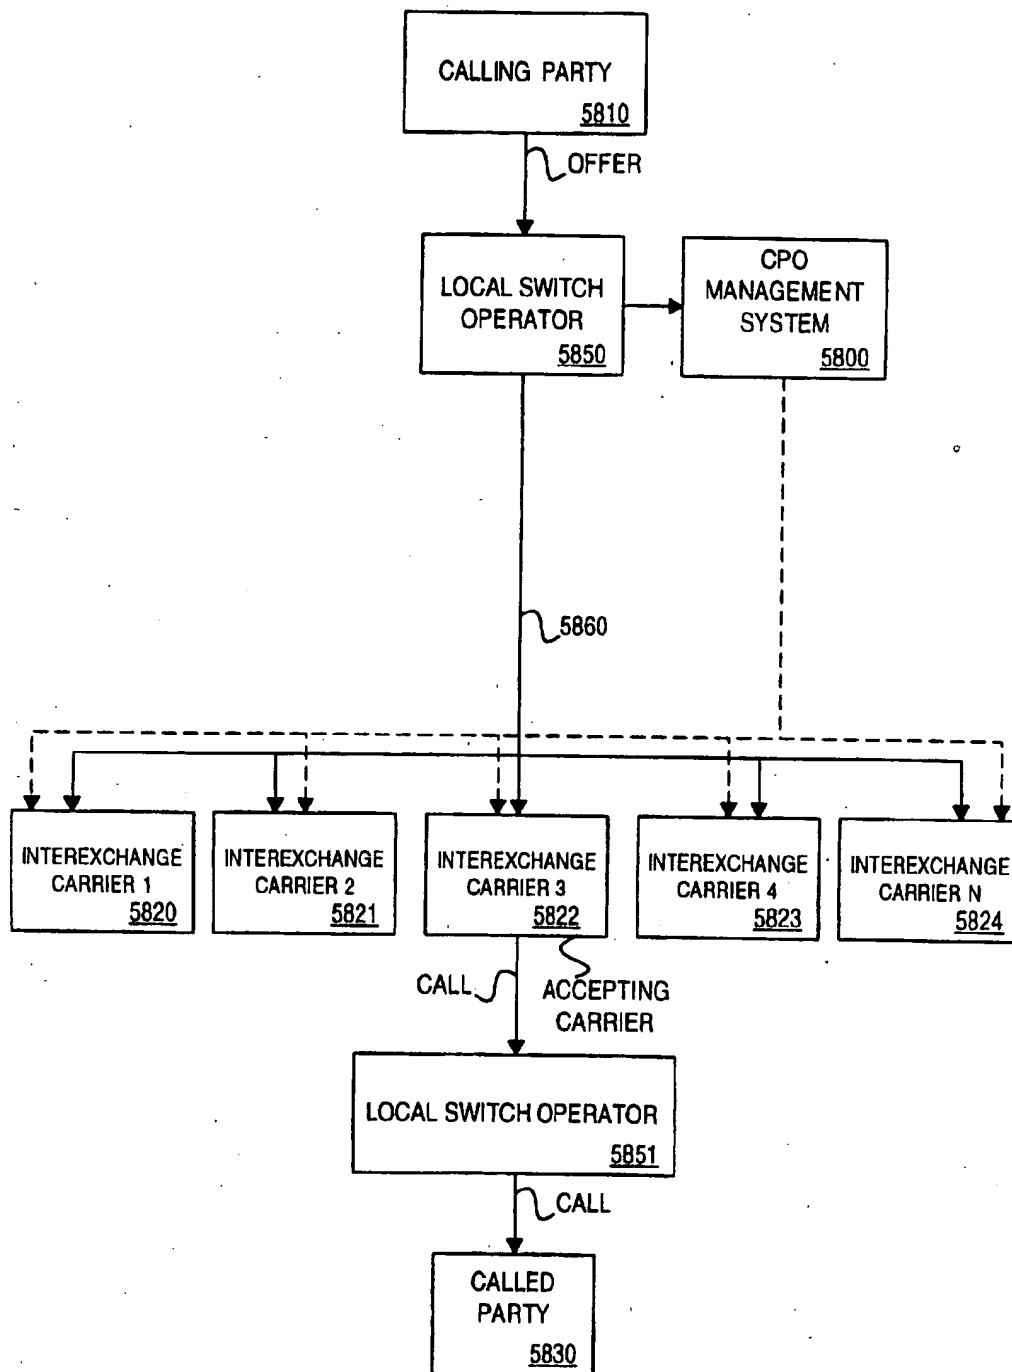 CALLING PARTY
5810
OFFER
LOCAL SWITCH
OPERATOR
5850
CPO
MANAGEMENT
SYSTEM
5800
5860
INTEREXCHANGE
CARRIER 1
5820
INTEREXCHANGE
CARRIER 2
5821
INTEREXCHANGE
CARRIER 3
5822
INTEREXCHANGE
CARRIER 4
5823
INTEREXCHANGE
CARRIER N
5824
CALL
ACCEPTING
CARRIER
LOCAL SWITCH OPERATOR
5851
CALL
CALLED
PARTY
5830